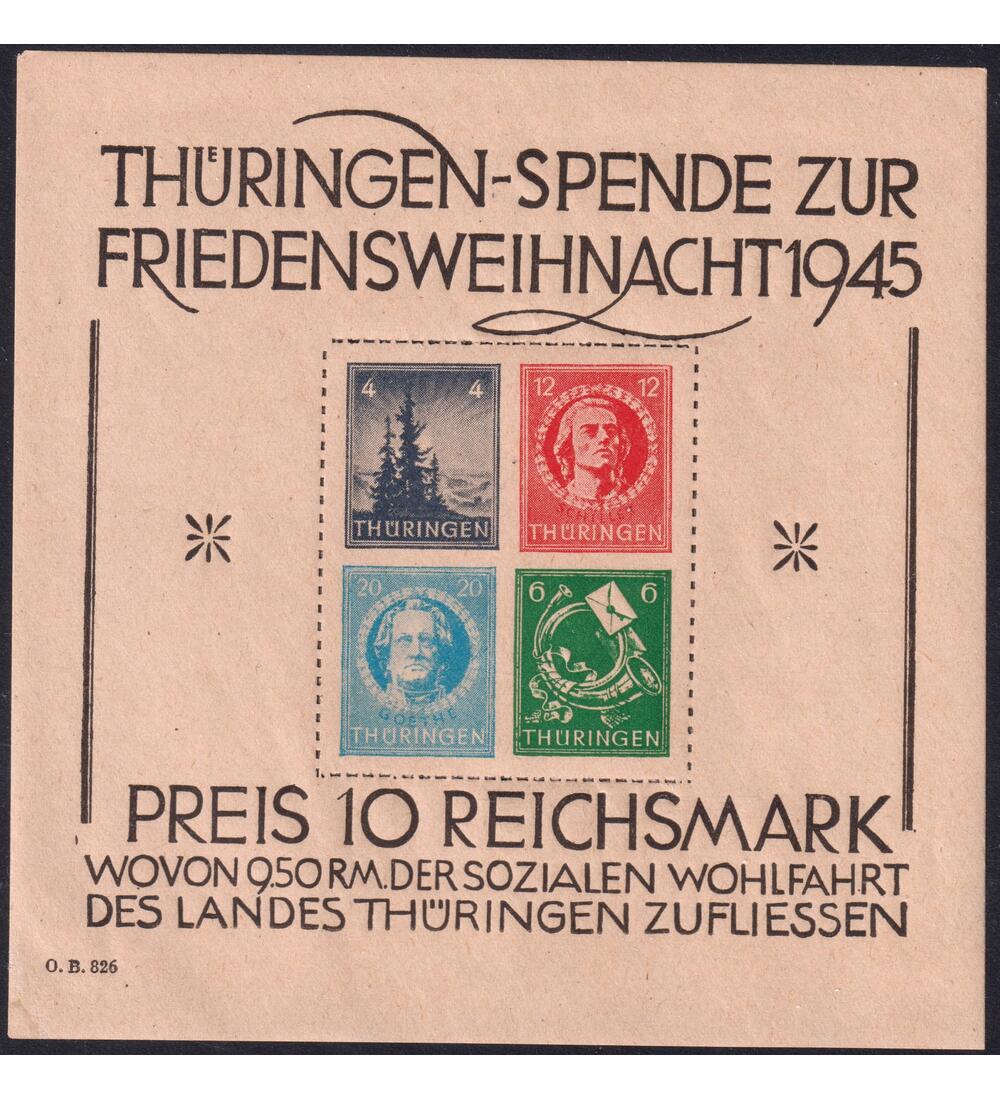 THÜRINGEN-SPENDE ZUR
FRIEDENSWEIHNACHT 1945
4 4
THÜRINGEN
12 12
SCHILLER
THÜRINGEN
20 20
GOETHE
THÜRINGEN
6 6
THÜRINGEN
PREIS 10 REICHSMARK
WOVON 9.50 RM. DER SOZIALEN WOHLFAHRT
DES LANDES THÜRINGEN ZUFLIESSEN
O. B. 826